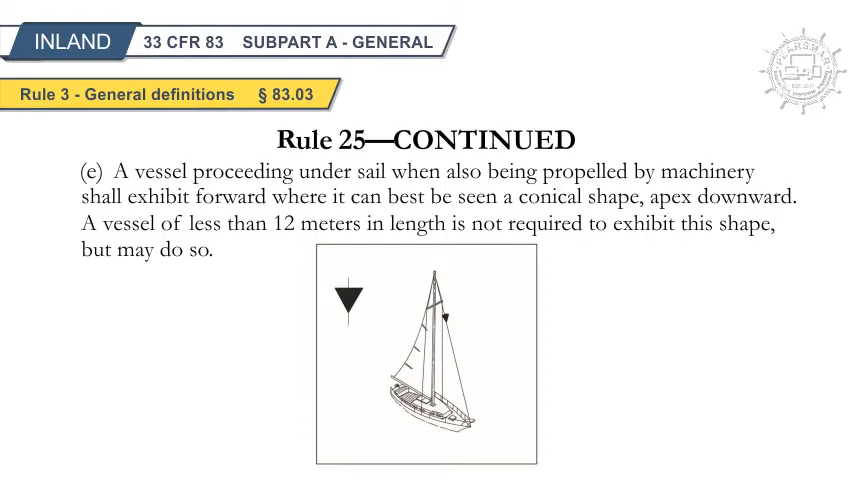 INLAND 33 CFR 83 SUBPART A - GENERAL
Rule 3 - General definitions § 83.03
PEARSMAR
EST. 2017
Rule 25—CONTINUED
(e) A vessel proceeding under sail when also being propelled by machinery
shall exhibit forward where it can best be seen a conical shape, apex downward.
A vessel of less than 12 meters in length is not required to exhibit this shape,
but may do so.